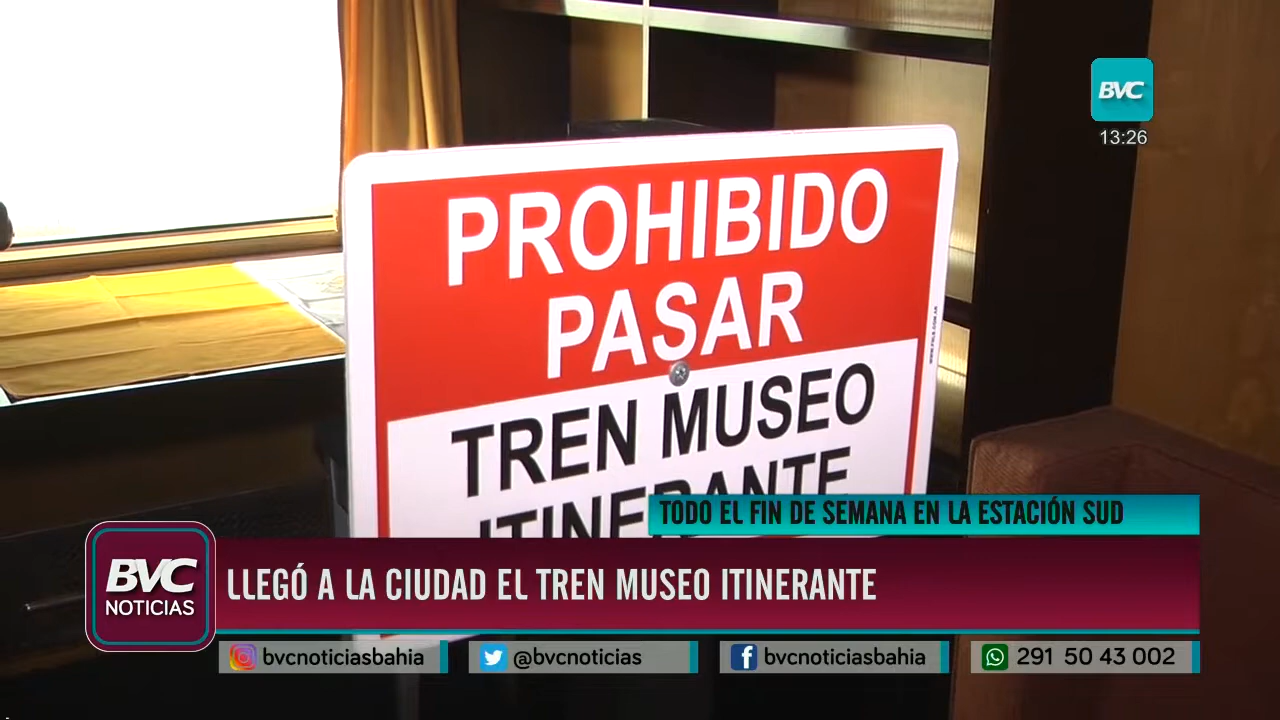 BVC
13:26
PROHIBIDO
PASAR
TREN MUSEO
ITINERANTE
TODO EL FIN DE SEMANA EN LA ESTACIÓN SUD
BVC
NOTICIAS
LLEGÓ A LA CIUDAD EL TREN MUSEO ITINERANTE
bvcnoticiasbahia
@bvcnoticias
bvcnoticiasbahia
291 50 43 002